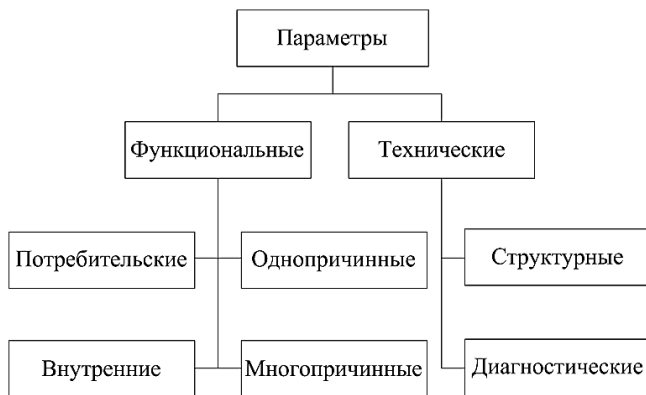 Параметры
Функциональные
Технические
Потребительские
Однопричинные
Структурные
Внутренние
Многопричинные
Диагностические